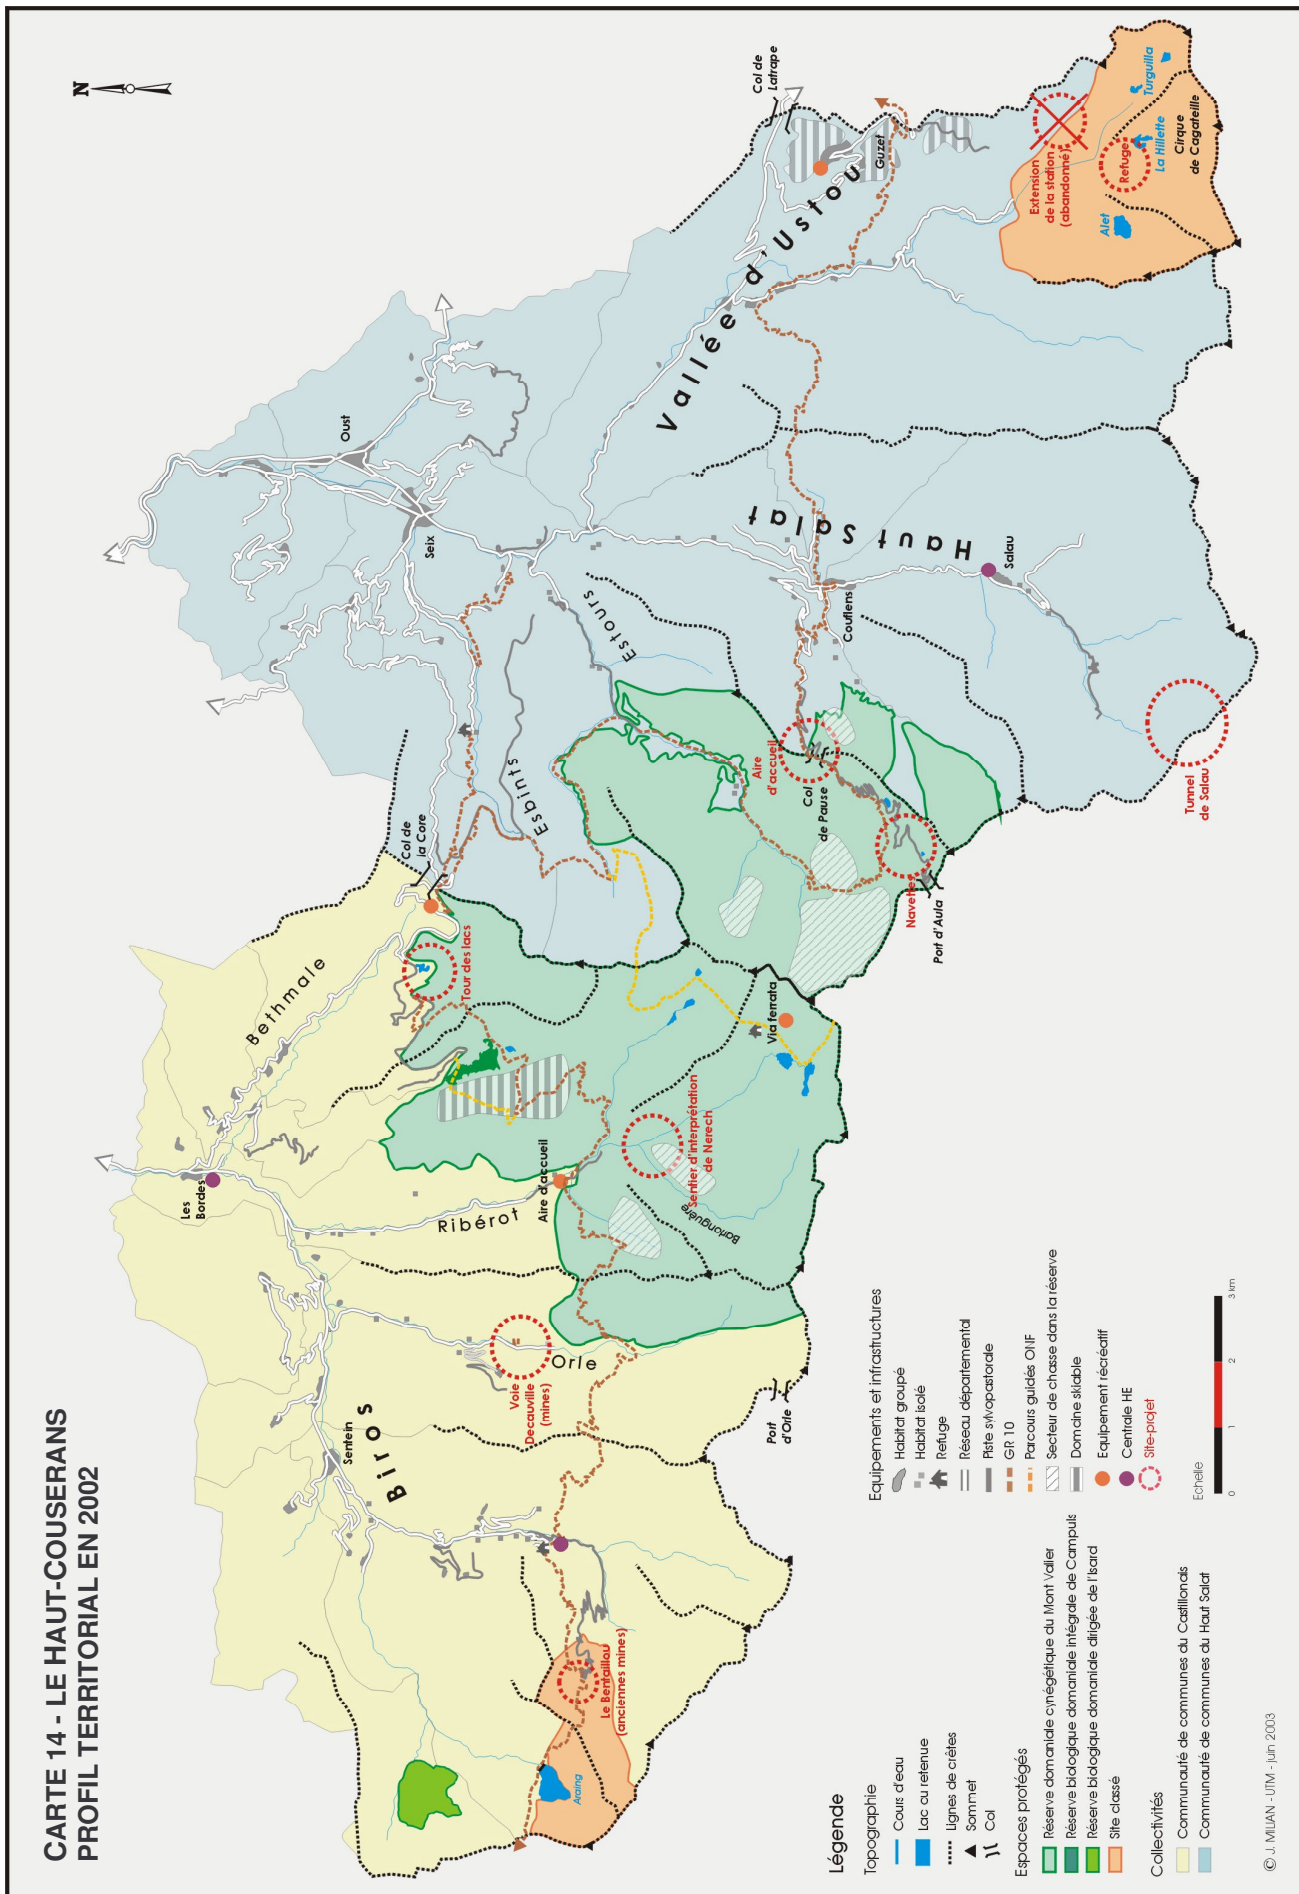 CARTE 14 - LE HAUT-COUSERANS
PROFIL TERRITORIAL EN 2002
N
Biros
Sentein
Les
Bordes
Bethmale
Ribérot
Orle
Voie
Decauville
(mines)
Le Bentaillou
(anciennes mines)
Araing
Port
d'Orle
Aire d'accueil
Tour des lacs
Col de
la Core
Sentier d'interprétation
de Nerech
Barlonguère
Via ferrata
Esbints
Estours
Seix
Oust
Aire
d'accueil
Col
de Pause
Navettes
Port d'Aula
Couflens
Haut Salat
Salau
Tunnel
de Salau
Vallée d'Ustou
Col de
Latrape
Guzet
Extension
de la station
(abandonné)
Refuge
Alet
La Hillette
Turguilla
Cirque
de Cagateille
Légende
Topographie
Cours d'eau
Lac ou retenue
Lignes de crêtes
Sommet
Col
Espaces protégés
Réserve domaniale cynégétique du Mont Valier
Réserve biologique domaniale intégrale de Campuls
Réserve biologique domaniale dirigée de l'Isard
Site classé
Collectivités
Communauté de communes du Castillonais
Communauté de communes du Haut Salat
Equipements et infrastructures
Habitat groupé
Habitat isolé
Refuge
Réseau départemental
Piste sylvopastorale
GR 10
Parcours guidés ONF
Secteur de chasse dans la réserve
Domaine skiable
Equipement récréatif
Centrale HE
Site-projet
Echelle
0 1 2 3 km
© J. MILIAN - UTM - juin 2003